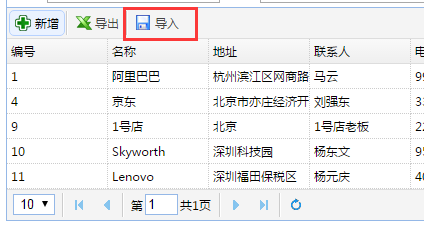 新增 导出 导入
编号 名称 地址 联系人 电
1 阿里巴巴 杭州滨江区网商路 马云 99
4 京东 北京市亦庄经济开 刘强东 33
9 1号店 北京 1号店老板 22
10 Skyworth 深圳科技园 杨东文 95
11 Lenovo 深圳福田保税区 杨元庆 40
10 第 1 共1页